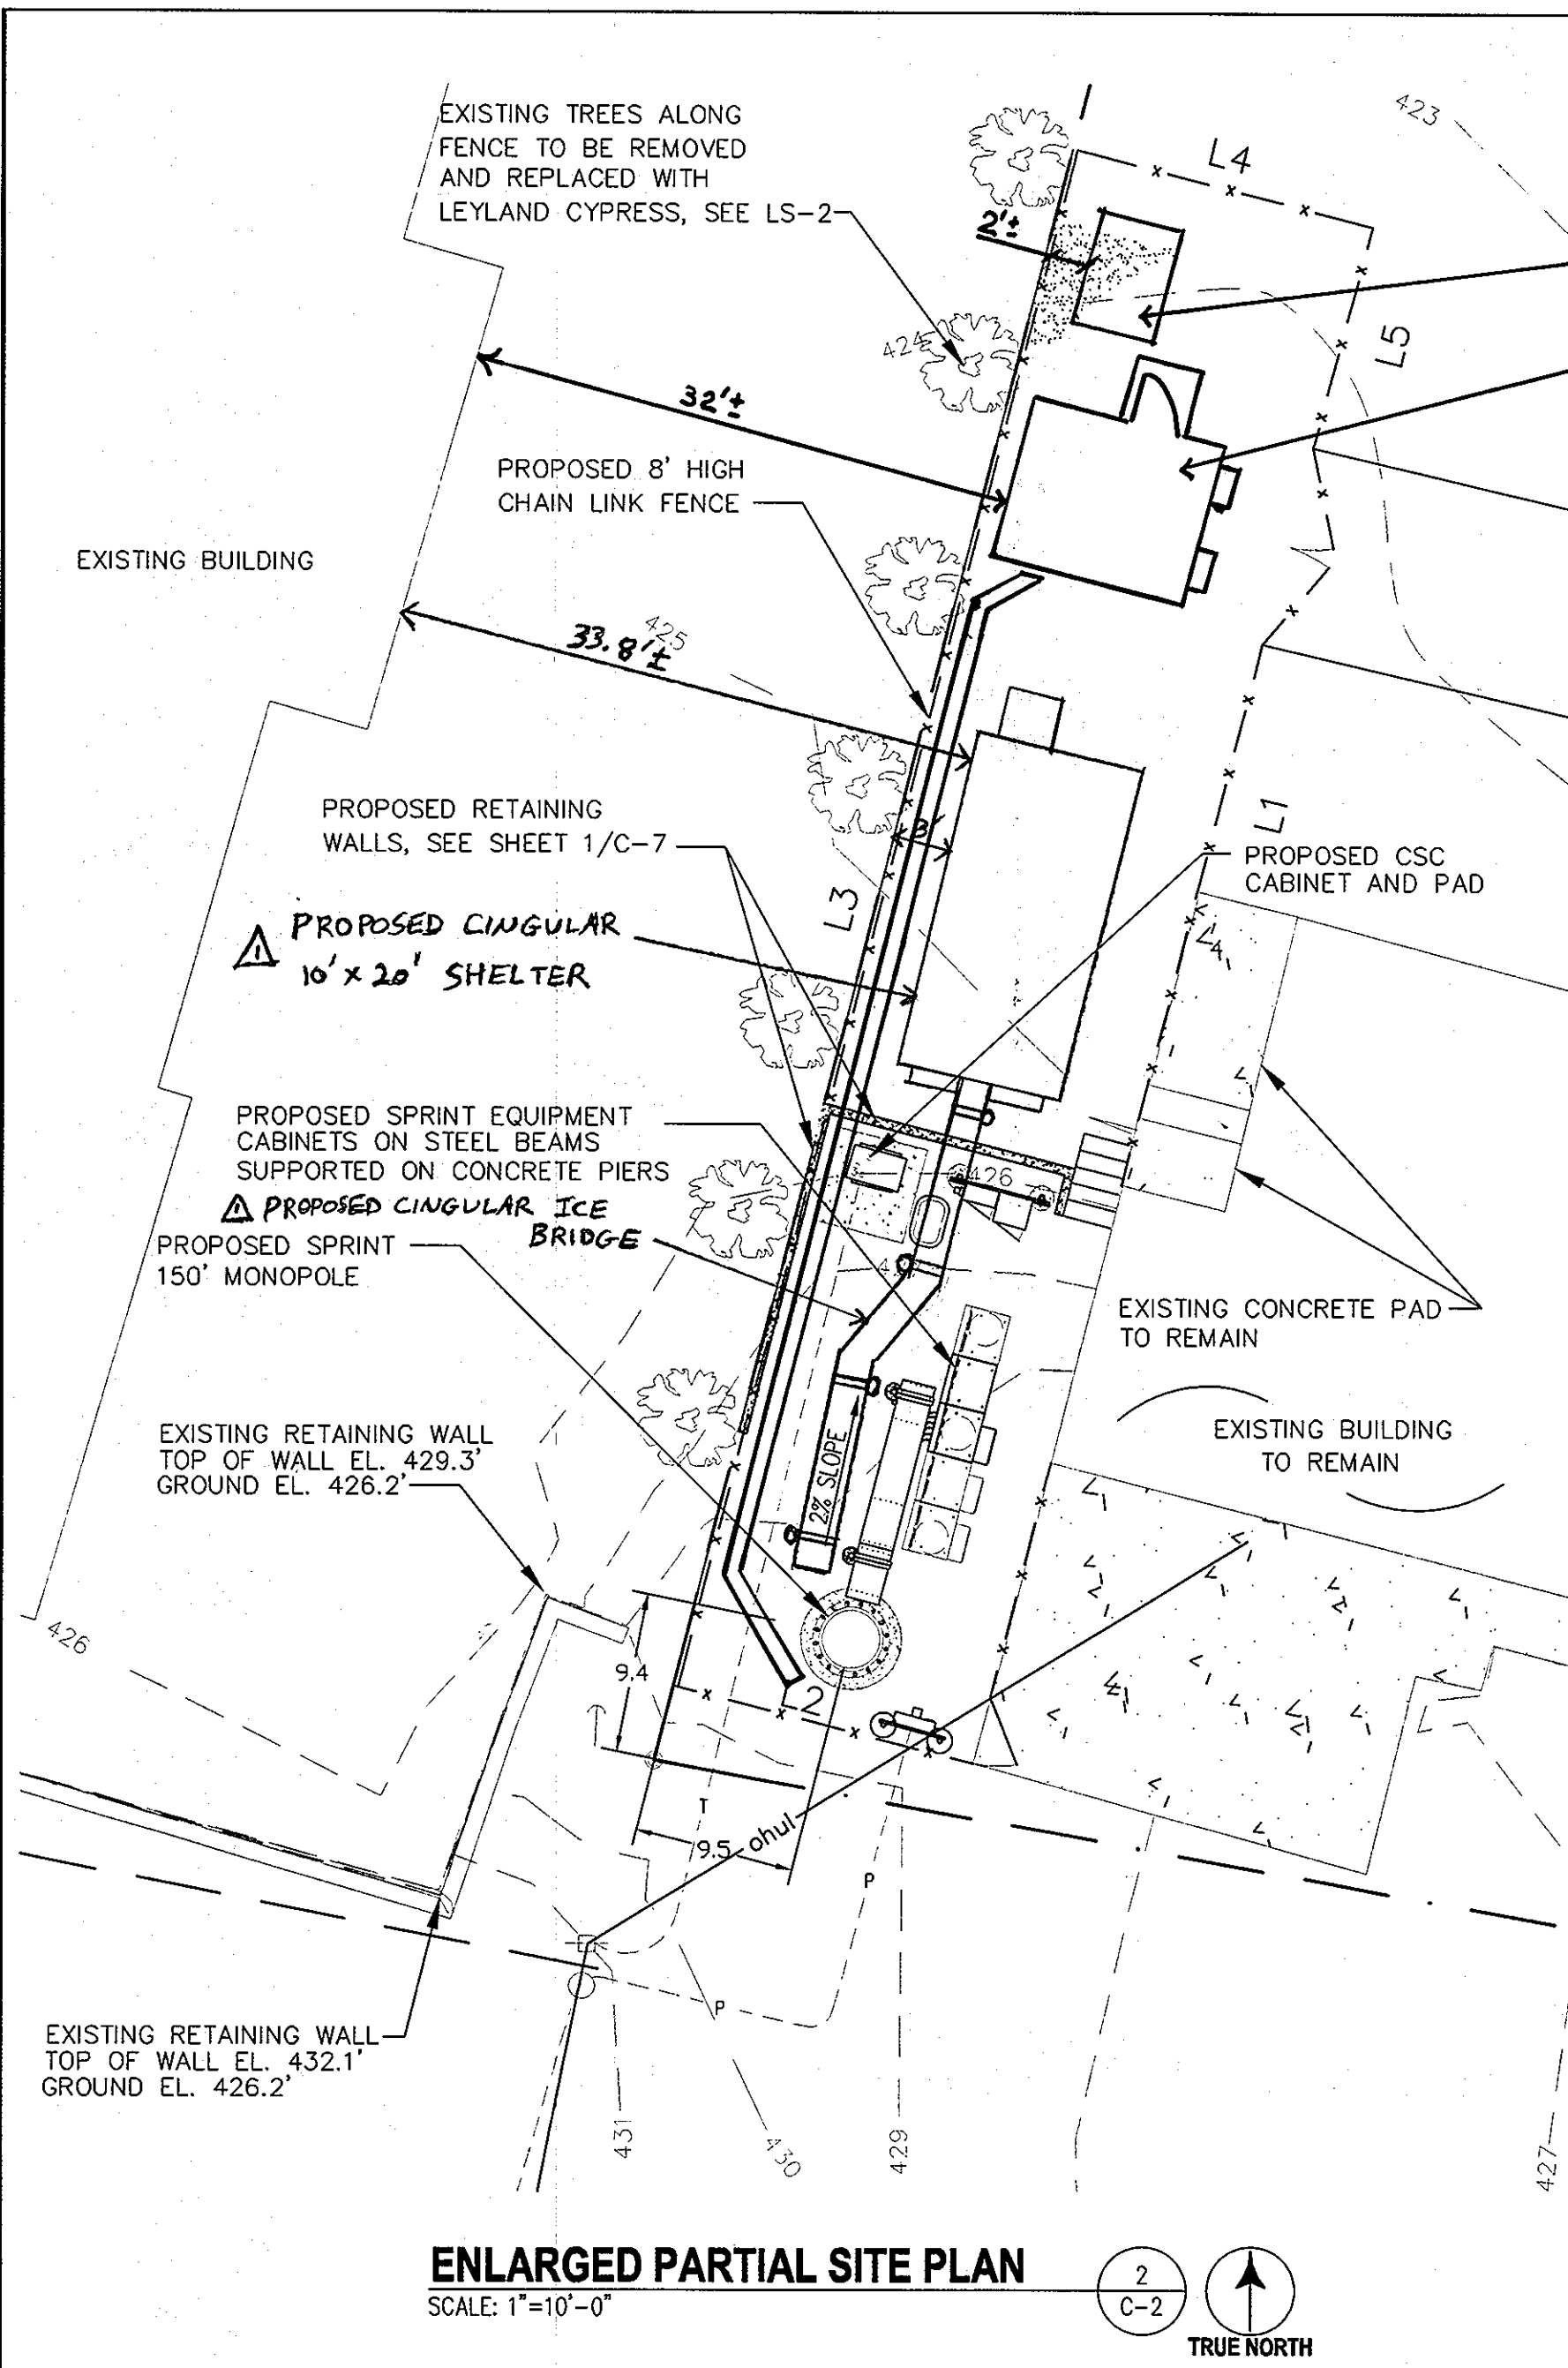 EXISTING TREES ALONG
FENCE TO BE REMOVED
AND REPLACED WITH
LEYLAND CYPRESS, SEE LS-2
423
L4
2'±
424
L5
32'±
PROPOSED 8' HIGH
CHAIN LINK FENCE
EXISTING BUILDING
425
33.8'±
PROPOSED RETAINING
WALLS, SEE SHEET 1/C-7
3'
L1
PROPOSED CSC
CABINET AND PAD
L3
1 PROPOSED CINGULAR
10' x 20' SHELTER
PROPOSED SPRINT EQUIPMENT
CABINETS ON STEEL BEAMS
SUPPORTED ON CONCRETE PIERS
426
1 PROPOSED CINGULAR ICE
BRIDGE
PROPOSED SPRINT
150' MONOPOLE
EXISTING CONCRETE PAD
TO REMAIN
EXISTING BUILDING
TO REMAIN
EXISTING RETAINING WALL
TOP OF WALL EL. 429.3'
GROUND EL. 426.2'
2% SLOPE
426
9.4
2
T
9.5
ohul
P
P
EXISTING RETAINING WALL
TOP OF WALL EL. 432.1'
GROUND EL. 426.2'
431
430
429
427
ENLARGED PARTIAL SITE PLAN
SCALE: 1"=10'-0"
2
C-2
TRUE NORTH